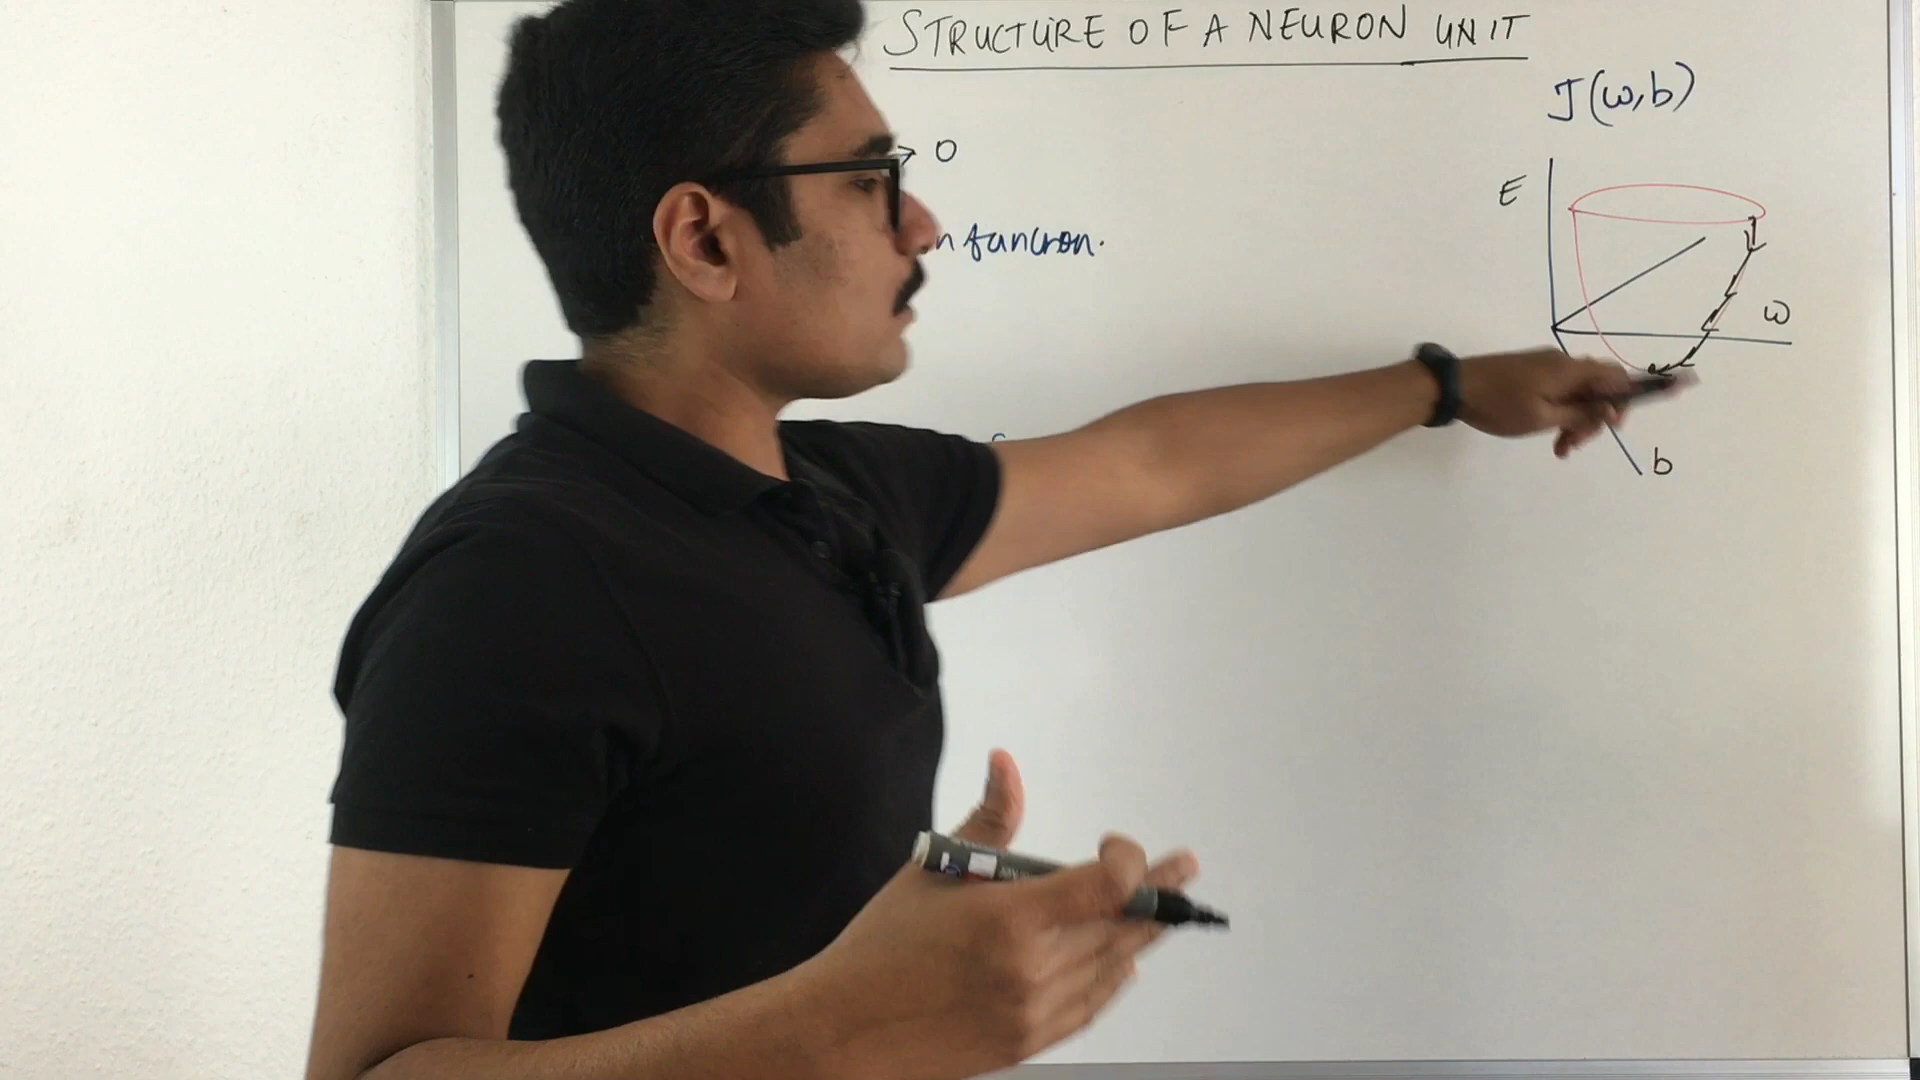 STRUCTURE OF A NEURON UNIT
J(w,b)
→ O
E
n function.
w
b